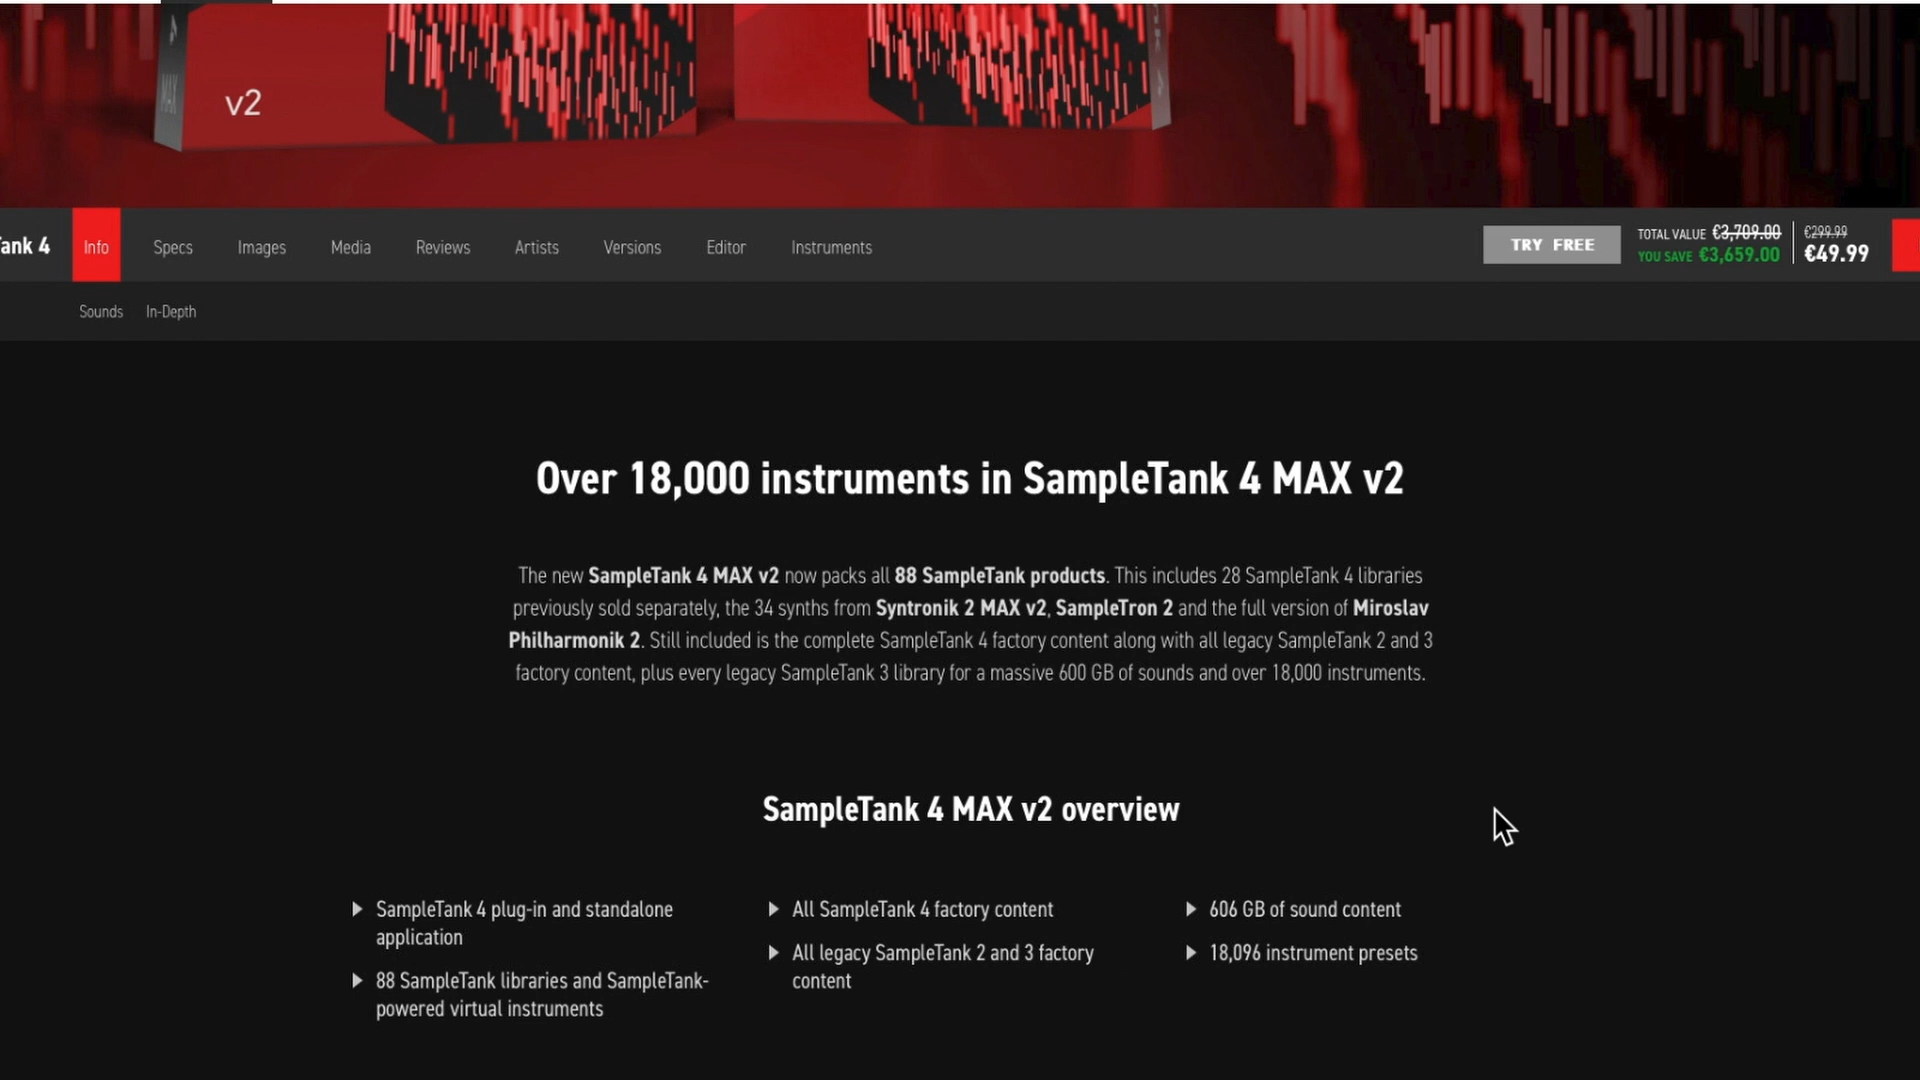 MAX
v2
Tank 4
Info
Specs
Images
Media
Reviews
Artists
Versions
Editor
Instruments
TRY FREE
TOTAL VALUE €3,709.00
YOU SAVE €3,659.00
€299.99
€49.99
Sounds
In-Depth
Over 18,000 instruments in SampleTank 4 MAX v2
The new SampleTank 4 MAX v2 now packs all 88 SampleTank products. This includes 28 SampleTank 4 libraries
previously sold separately, the 34 synths from Syntronik 2 MAX v2, SampleTron 2 and the full version of Miroslav
Philharmonik 2. Still included is the complete SampleTank 4 factory content along with all legacy SampleTank 2 and 3
factory content, plus every legacy SampleTank 3 library for a massive 600 GB of sounds and over 18,000 instruments.
SampleTank 4 MAX v2 overview
SampleTank 4 plug-in and standalone
application
88 SampleTank libraries and SampleTank-
powered virtual instruments
All SampleTank 4 factory content
All legacy SampleTank 2 and 3 factory
content
606 GB of sound content
18,096 instrument presets